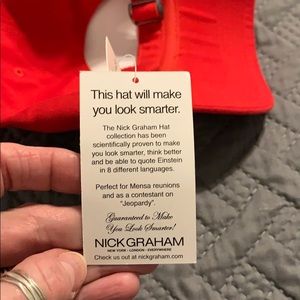 This hat will make
you look smarter.
The Nick Graham Hat
collection has been
scientifically proven to make
you look smarter, think better
and be able to quote Einstein
in 8 different languages.
Perfect for Mensa reunions
and as a contestant on
"Jeopardy".
Guaranteed to Make
You Look Smarter!
NICK GRAHAM
NEW YORK • LONDON • EVERYWHERE
Check us out at nickgraham.com